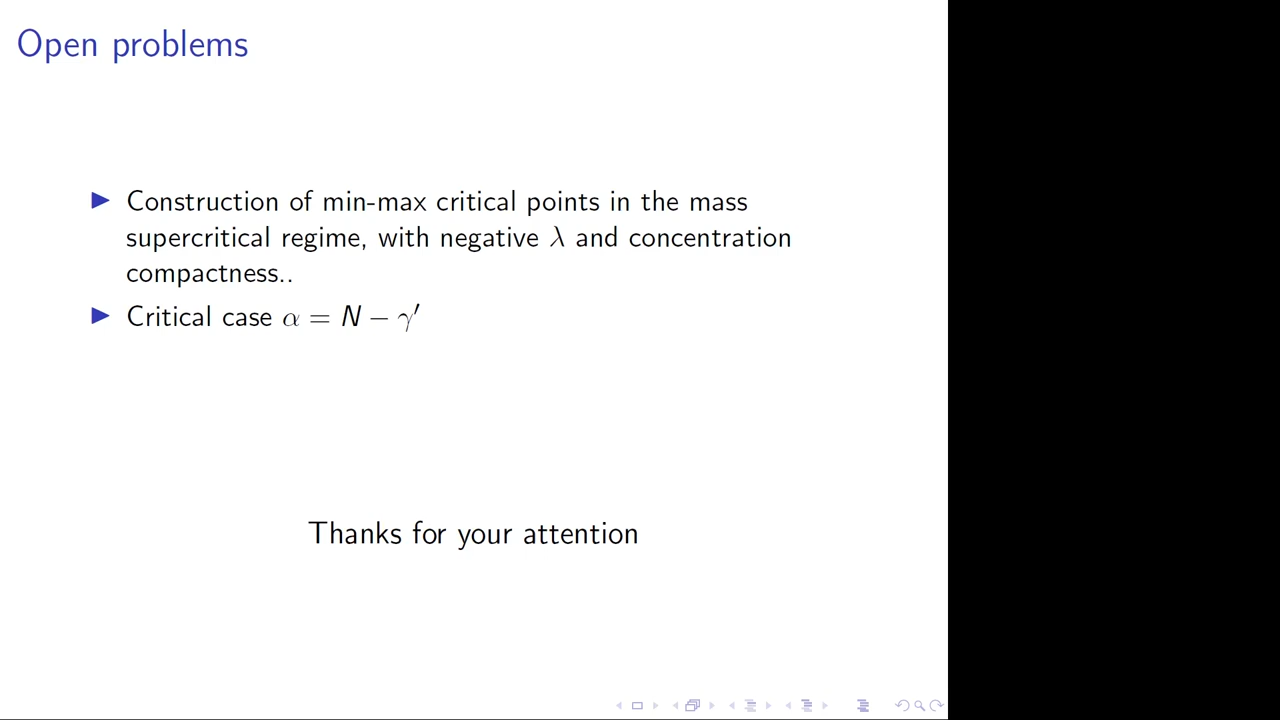 Open problems
▶ Construction of min-max critical points in the mass
supercritical regime, with negative λ and concentration
compactness..
▶ Critical case α = N − γ′
Thanks for your attention